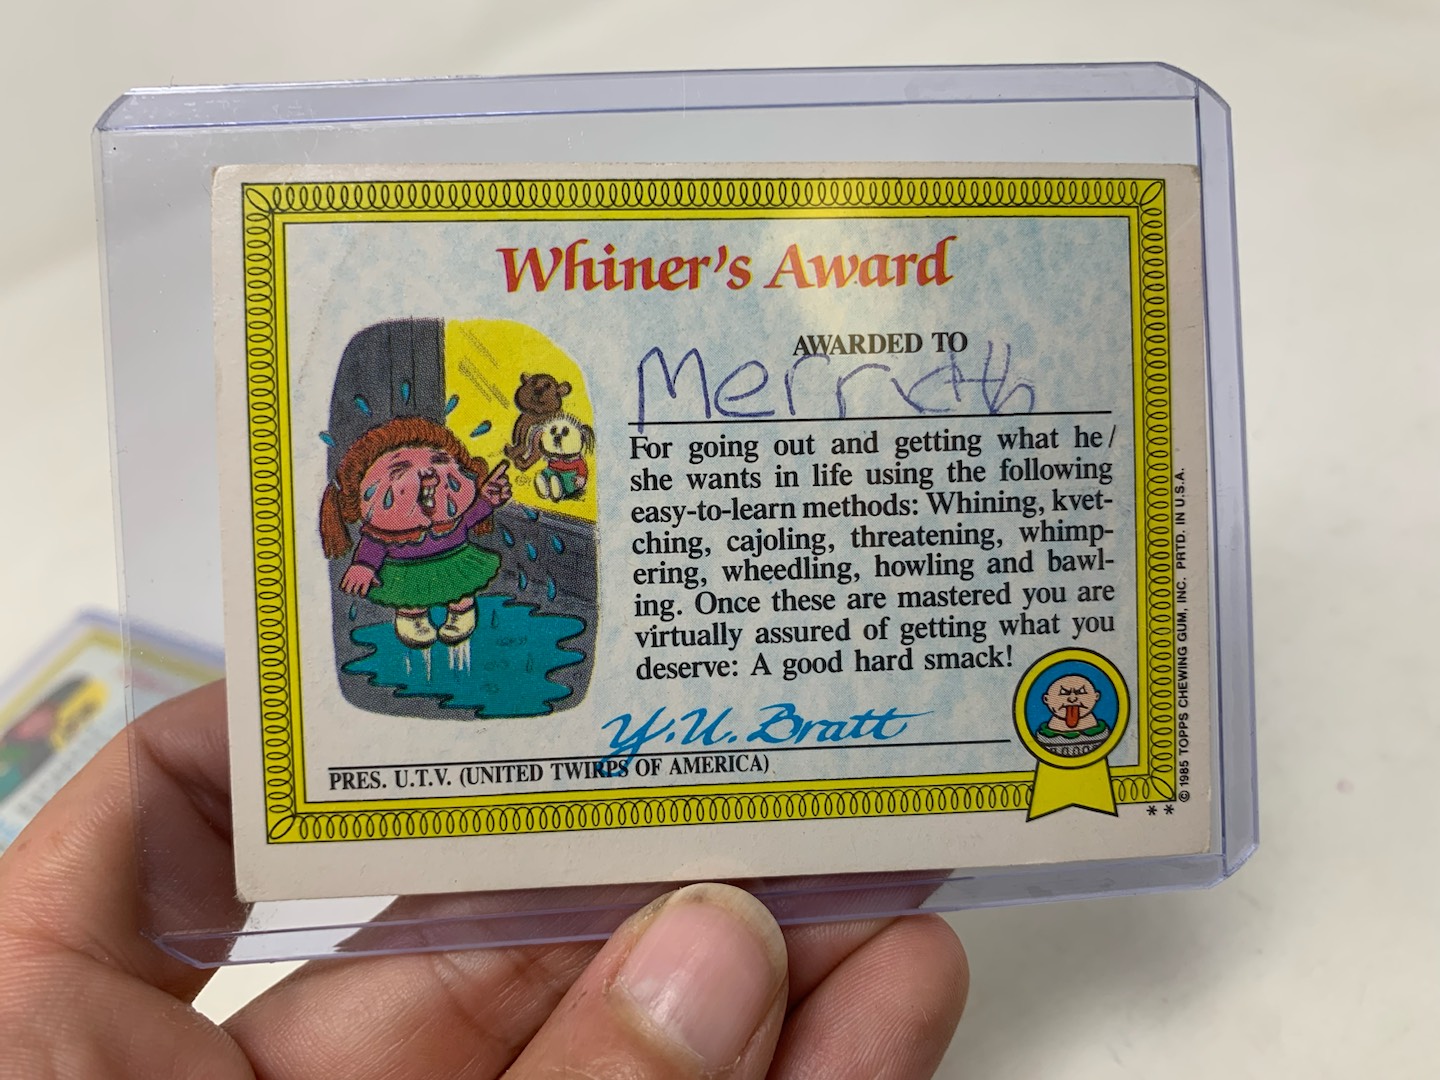 Whiner's Award
AWARDED TO
For going out and getting what he/
she wants in life using the following
easy-to-learn methods: Whining, kvet-
ching, cajoling, threatening, whimp-
ering, wheedling, howling and bawl-
ing. Once these are mastered you are
virtually assured of getting what you
deserve: A good hard smack!
Y.U. Bratt
PRES. U.T.V. (UNITED TWIRPS OF AMERICA)
© 1985 TOPPS CHEWING GUM, INC. PRTD. IN U.S.A.
**